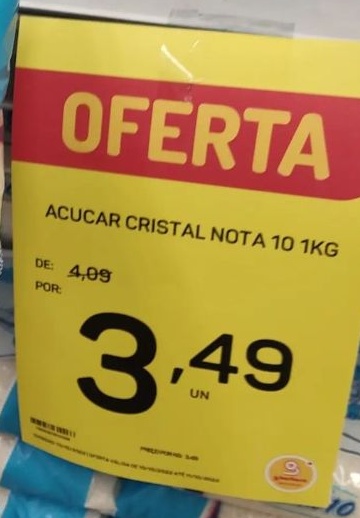 OFERTA
ACUCAR CRISTAL NOTA 10 1KG
DE: 4,09
POR:
3,49
UN